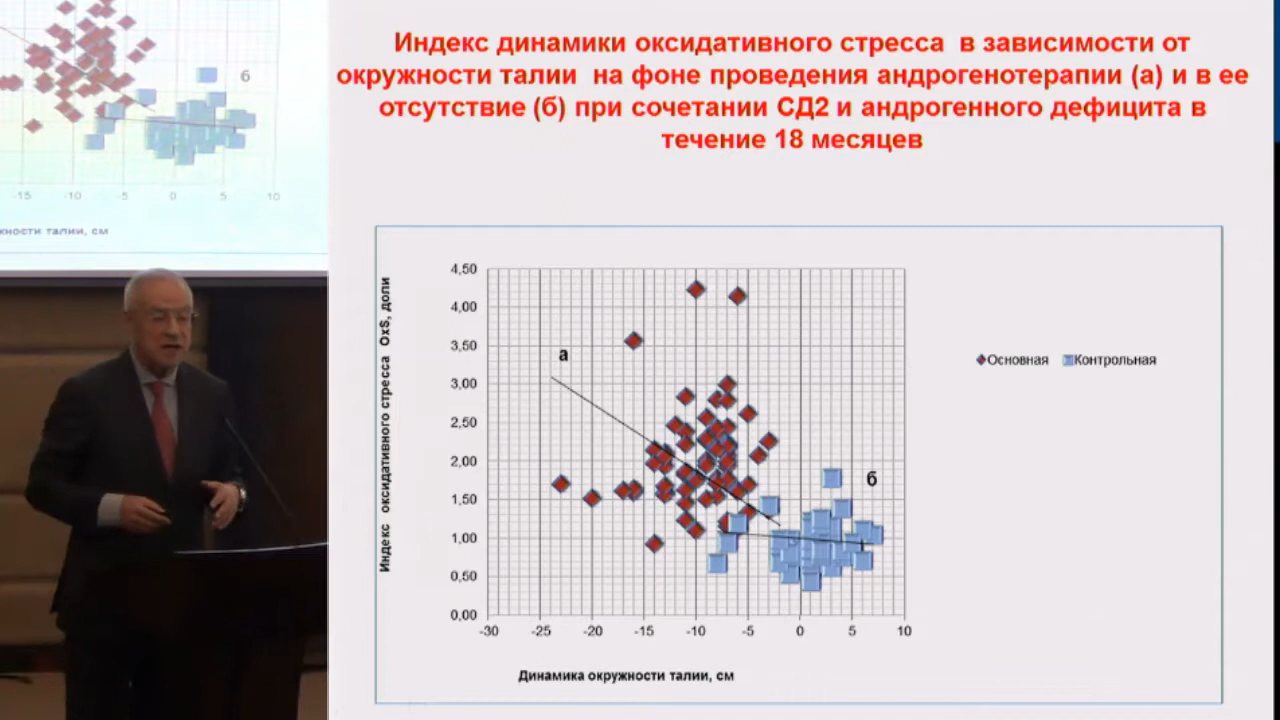 Индекс динамики оксидативного стресса в зависимости от
окружности талии на фоне проведения андрогенотерапии (а) и в ее
отсутствие (б) при сочетании СД2 и андрогенного дефицита в
течение 18 месяцев
б
-15 -10 -5 0 5 10
талии, см
Индекс оксидативного стресса OxS, доли
4,50
4,00
3,50
3,00
2,50
2,00
1,50
1,00
0,50
0,00
а
б
Основная Контрольная
-30 -25 -20 -15 -10 -5 0 5 10
Динамика окружности талии, см